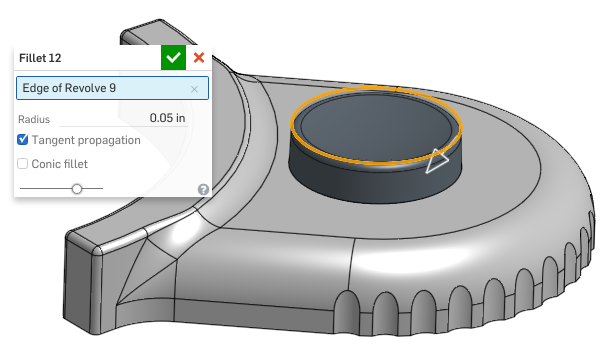 Fillet 12
Edge of Revolve 9
Radius 0.05 in
Tangent propagation
Conic fillet